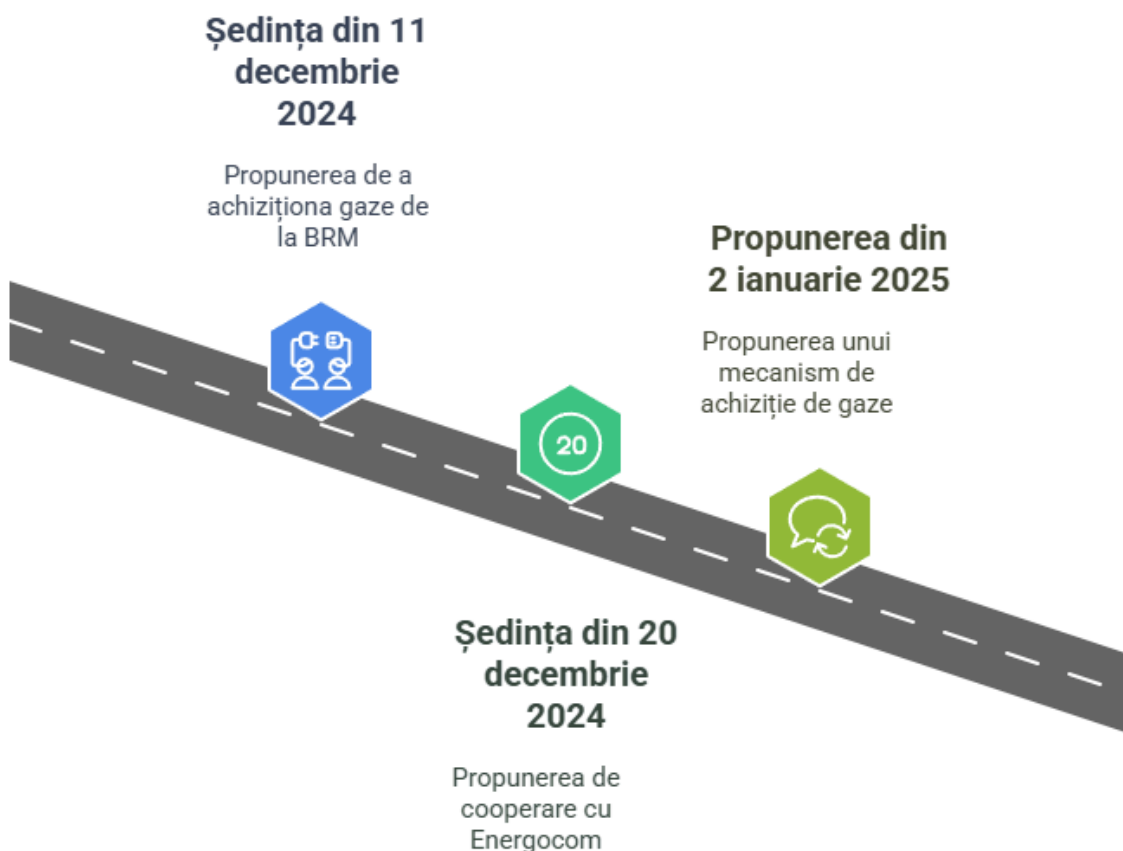 Ședința din 11
decembrie
2024
Propunerea de a
achiziționa gaze de
la BRM
Propunerea din
2 ianuarie 2025
Propunerea unui
mecanism de
achiziție de gaze
20
Ședința din 20
decembrie
2024
Propunerea de
cooperare cu
Energocom